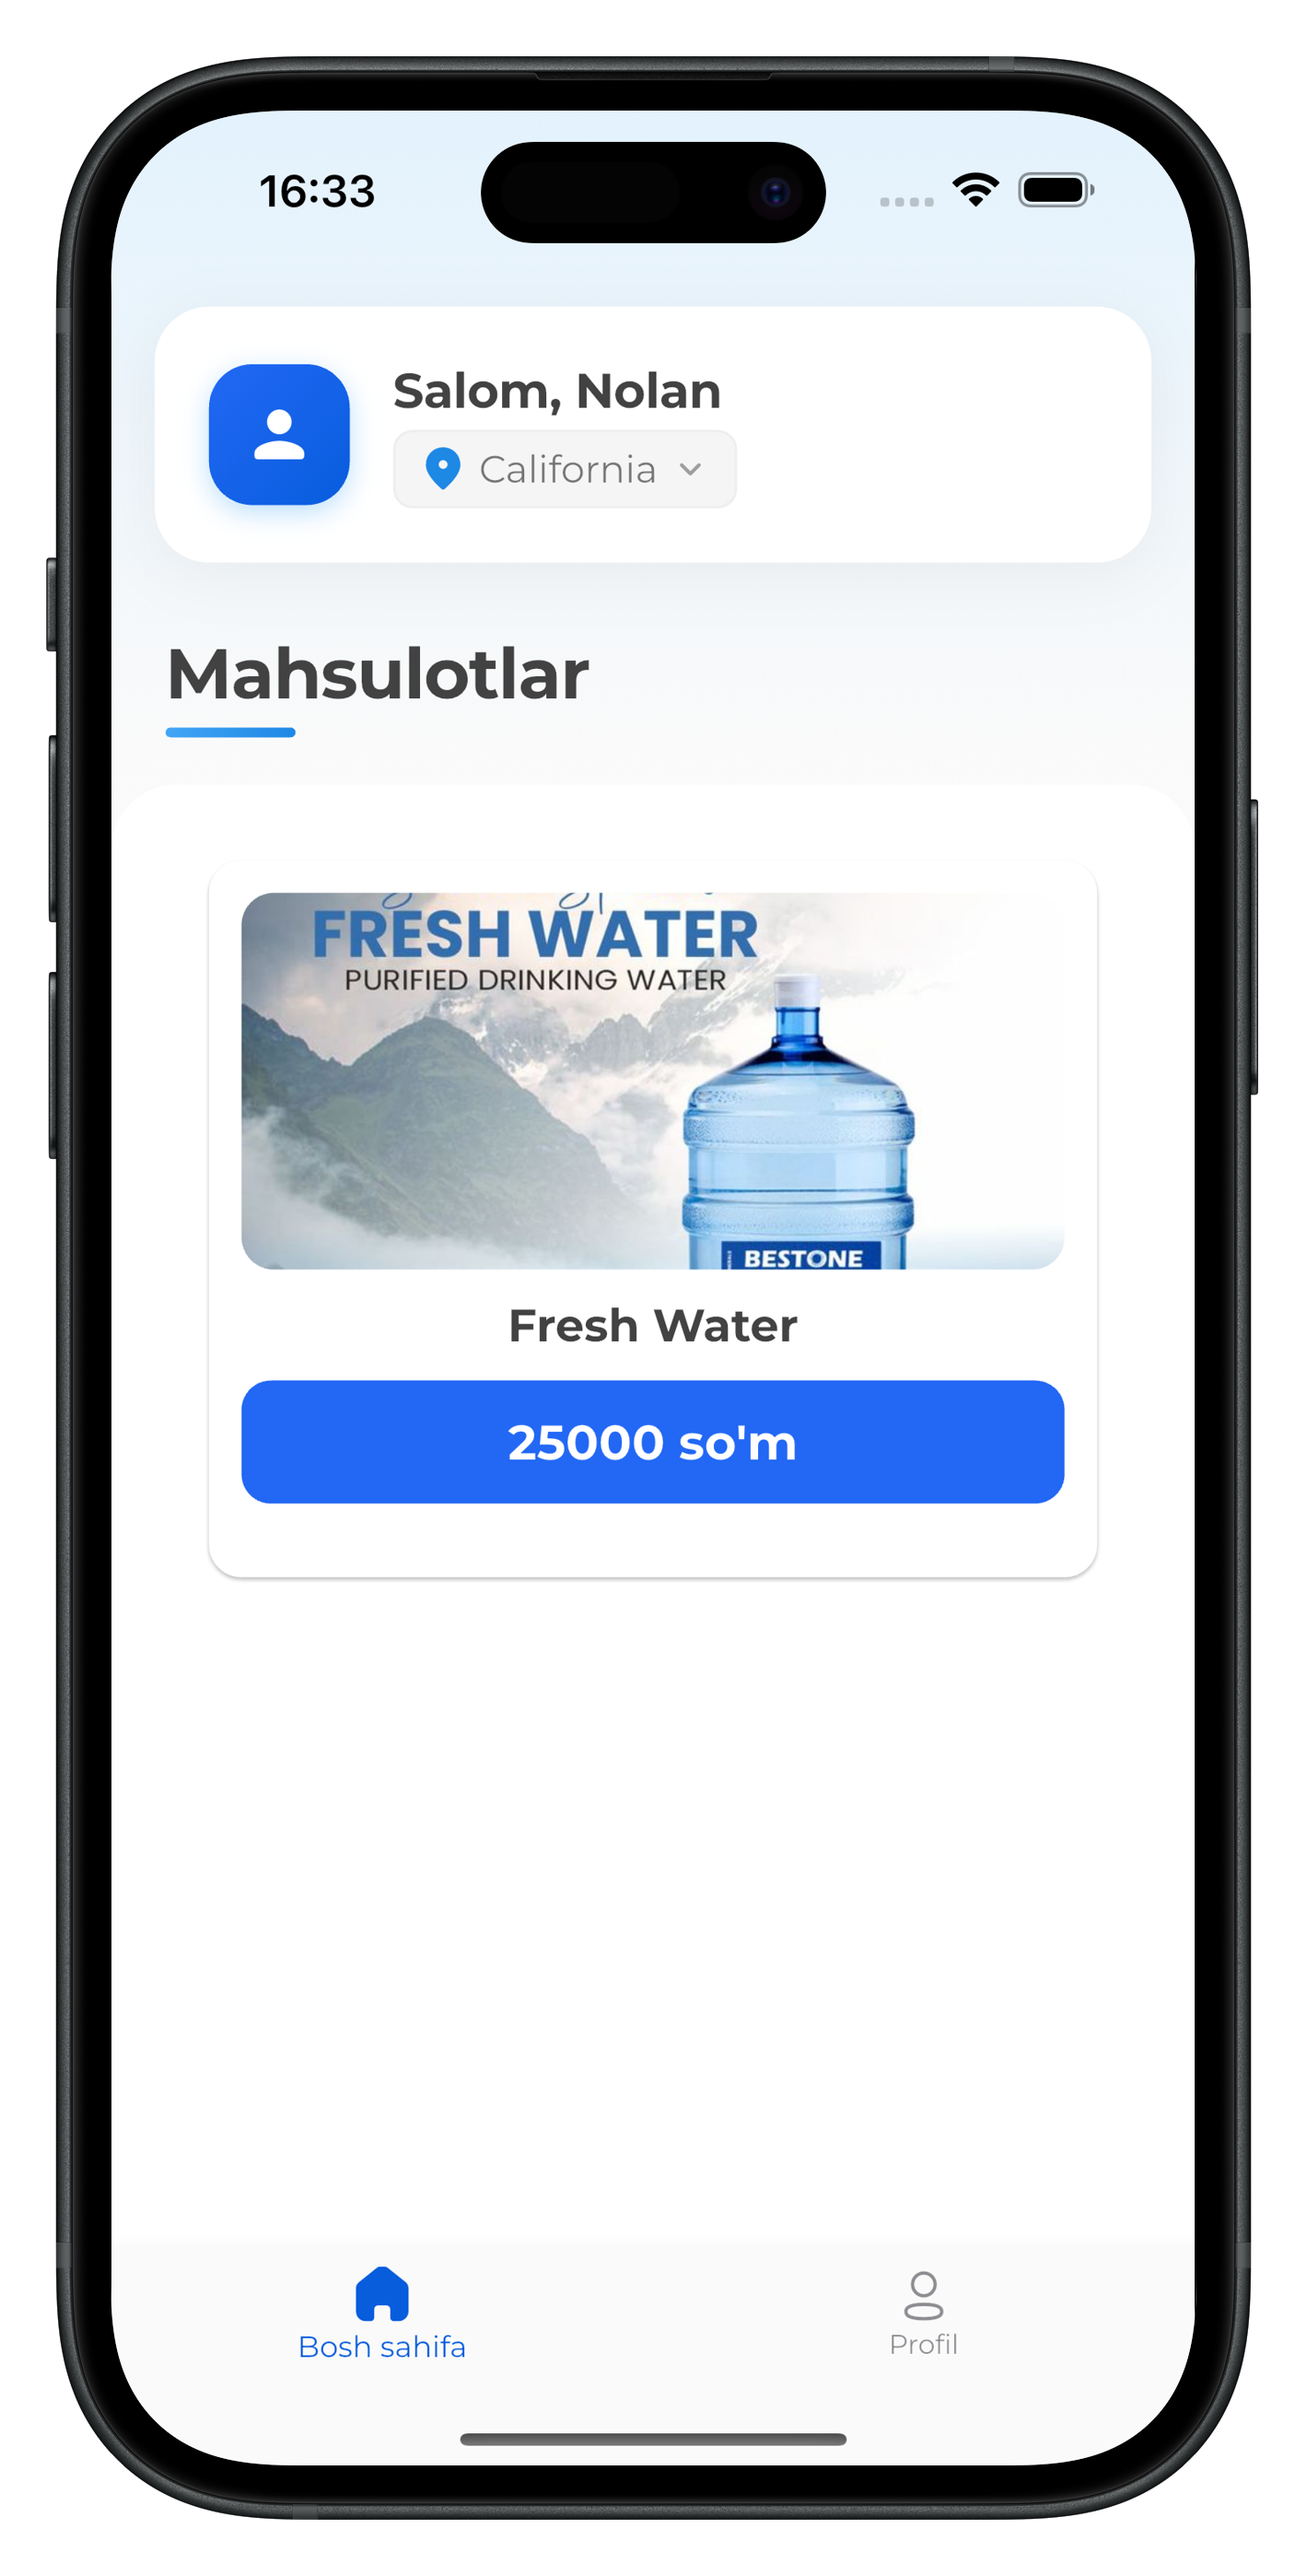 16:33
Salom, Nolan
California
Mahsulotlar
FRESH WATER
PURIFIED DRINKING WATER
BESTONE
Fresh Water
25000 so'm
Bosh sahifa
Profil